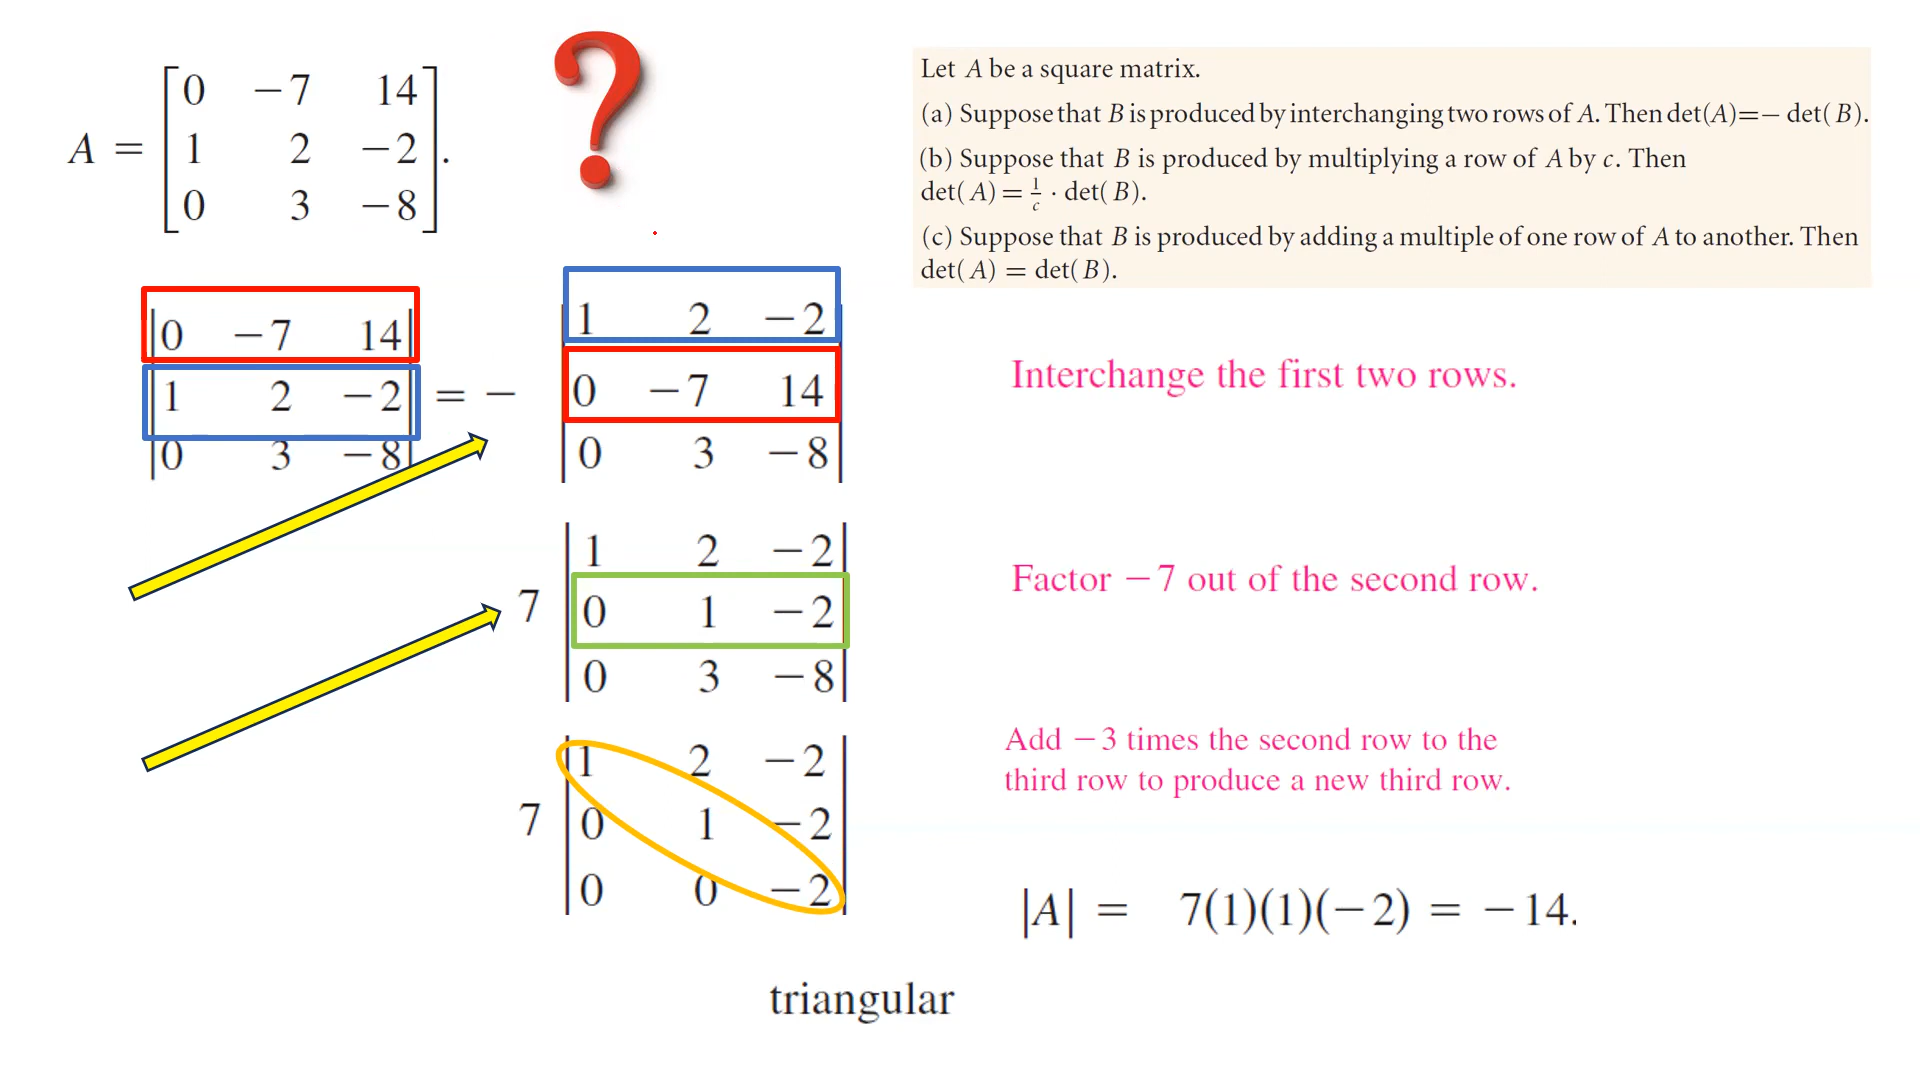 A = [ 0 −7 14
1 2 −2
0 3 −8 ].
?
Let A be a square matrix.
(a) Suppose that B is produced by interchanging two rows of A. Then det(A)=− det(B).
(b) Suppose that B is produced by multiplying a row of A by c. Then
det(A) = 1/c · det(B).
(c) Suppose that B is produced by adding a multiple of one row of A to another. Then
det(A) = det(B).
|0 −7 14|
|1 2 −2| = −
|0 3 −8|
|1 2 −2|
|0 −7 14|
|0 3 −8|
Interchange the first two rows.
|1 2 −2|
7 |0 1 −2|
|0 3 −8|
Factor −7 out of the second row.
|1 2 −2|
7 |0 1 −2|
|0 0 −2|
Add −3 times the second row to the
third row to produce a new third row.
|A| = 7(1)(1)(−2) = −14.
triangular